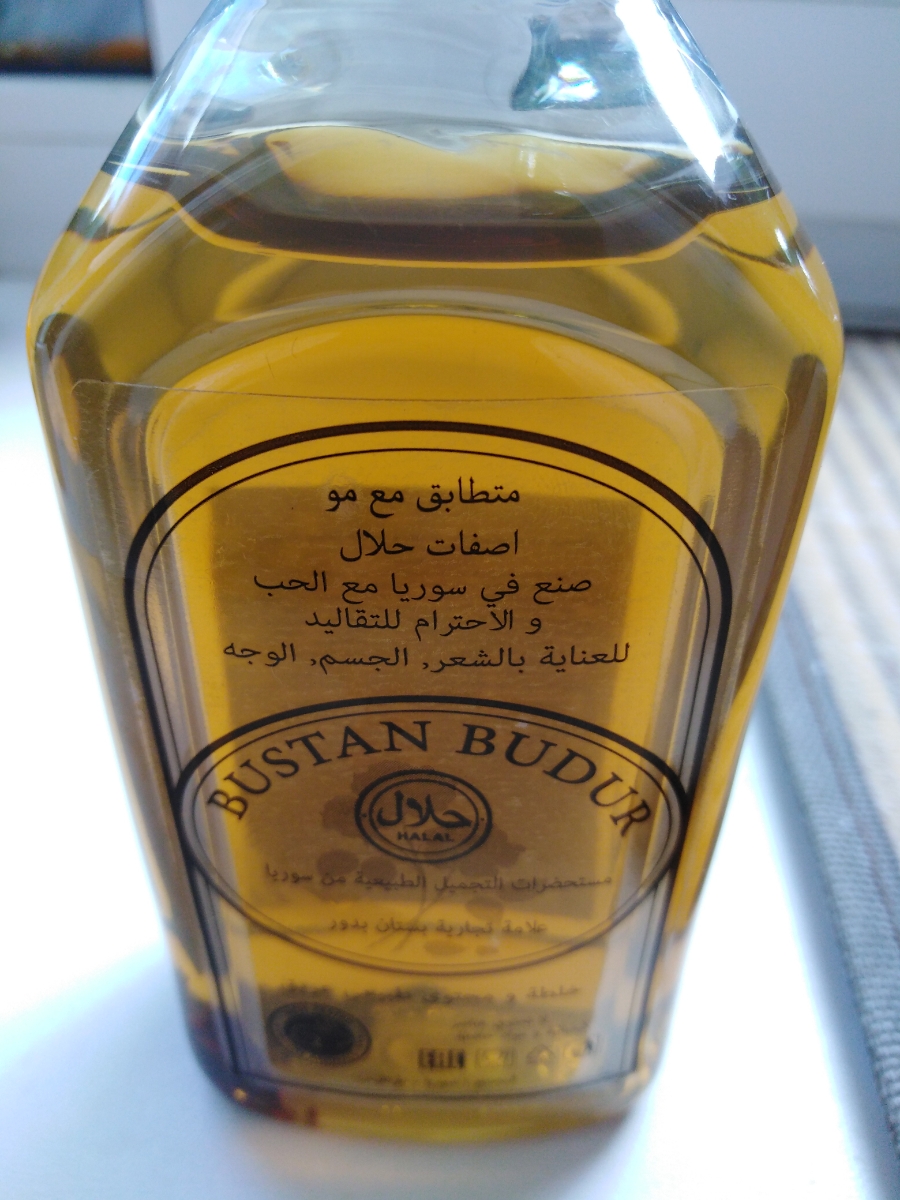 متطابق مع مو
اصفات حلال
صنع في سوريا مع الحب
و الاحترام للتقاليد
للعناية بالشعر, الجسم, الوجه
BUSTAN BUDUR
حلال
HALAL
مستحضرات التجميل الطبيعية من سوريا
علامة تجارية بستان بدور